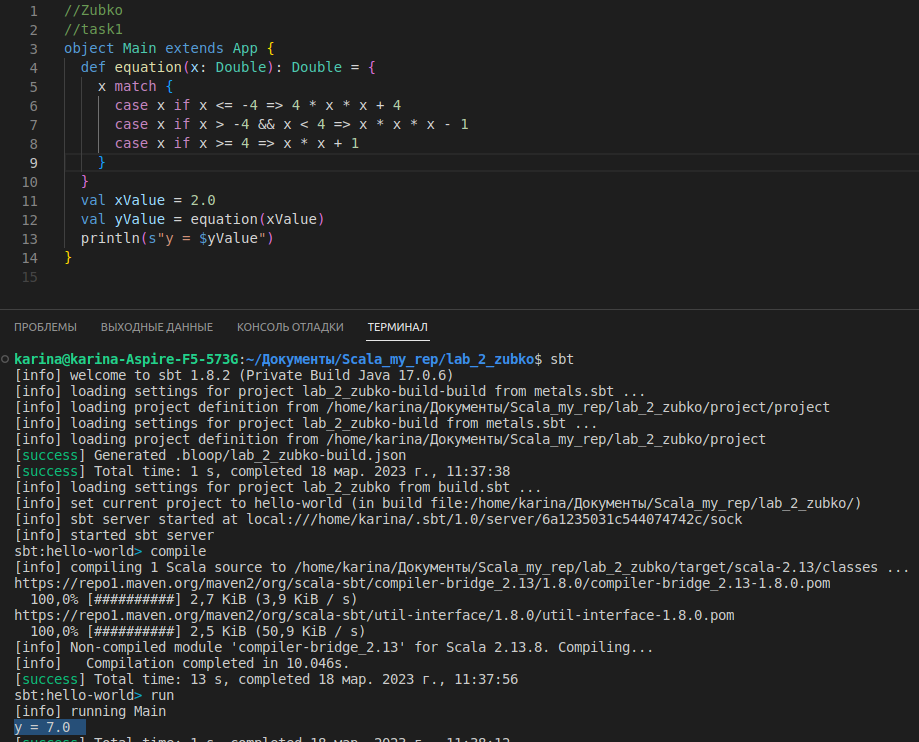 1 //Zubko
2 //task1
3 object Main extends App {
4 def equation(x: Double): Double = {
5 x match {
6 case x if x <= -4 => 4 * x * x + 4
7 case x if x > -4 && x < 4 => x * x * x - 1
8 case x if x >= 4 => x * x + 1
9 }
10 }
11 val xValue = 2.0
12 val yValue = equation(xValue)
13 println(s"y = $yValue")
14 }
15
ПРОБЛЕМЫ ВЫХОДНЫЕ ДАННЫЕ КОНСОЛЬ ОТЛАДКИ ТЕРМИНАЛ
karina@karina-Aspire-F5-573G:~/Документы/Scala_my_rep/lab_2_zubko$ sbt
[info] welcome to sbt 1.8.2 (Private Build Java 17.0.6)
[info] loading settings for project lab_2_zubko-build-build from metals.sbt ...
[info] loading project definition from /home/karina/Документы/Scala_my_rep/lab_2_zubko/project/project
[info] loading settings for project lab_2_zubko-build from metals.sbt ...
[info] loading project definition from /home/karina/Документы/Scala_my_rep/lab_2_zubko/project
[success] Generated .bloop/lab_2_zubko-build.json
[success] Total time: 1 s, completed 18 мар. 2023 г., 11:37:38
[info] loading settings for project lab_2_zubko from build.sbt ...
[info] set current project to hello-world (in build file:/home/karina/Документы/Scala_my_rep/lab_2_zubko/)
[info] sbt server started at local:///home/karina/.sbt/1.0/server/6a1235031c544074742c/sock
[info] started sbt server
sbt:hello-world> compile
[info] compiling 1 Scala source to /home/karina/Документы/Scala_my_rep/lab_2_zubko/target/scala-2.13/classes ...
https://repo1.maven.org/maven2/org/scala-sbt/compiler-bridge_2.13/1.8.0/compiler-bridge_2.13-1.8.0.pom
100,0% [##########] 2,7 KiB (3,9 KiB / s)
https://repo1.maven.org/maven2/org/scala-sbt/util-interface/1.8.0/util-interface-1.8.0.pom
100,0% [##########] 2,5 KiB (50,9 KiB / s)
[info] Non-compiled module 'compiler-bridge_2.13' for Scala 2.13.8. Compiling...
[info] Compilation completed in 10.046s.
[success] Total time: 13 s, completed 18 мар. 2023 г., 11:37:56
sbt:hello-world> run
[info] running Main
y = 7.0
[success] Total time: 1 s, completed 18 мар. 2023 г., 11:38:12